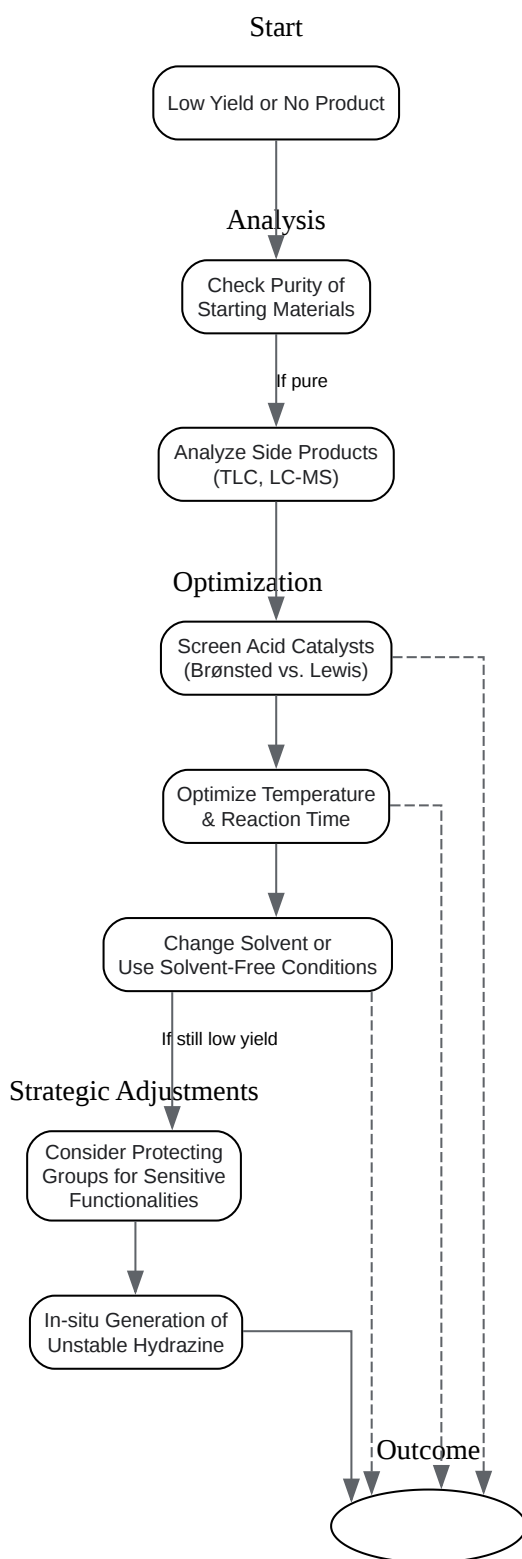 Start
Low Yield or No Product
Analysis
Check Purity of
Starting Materials
If pure
Analyze Side Products
(TLC, LC-MS)
Optimization
Screen Acid Catalysts
(Brønsted vs. Lewis)
Optimize Temperature
& Reaction Time
Change Solvent or
Use Solvent-Free Conditions
If still low yield
Strategic Adjustments
Consider Protecting
Groups for Sensitive
Functionalities
In-situ Generation of
Unstable Hydrazine
Outcome